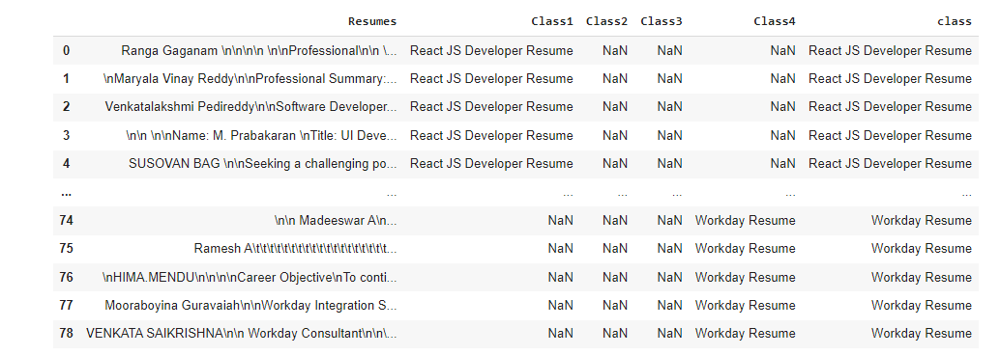 Resumes Class1 Class2 Class3 Class4 class
0 Ranga Gaganam \n\n\n\n \n\nProfessional\n\n \... React JS Developer Resume NaN NaN NaN React JS Developer Resume
1 \nMaryala Vinay Reddy\n\nProfessional Summary:... React JS Developer Resume NaN NaN NaN React JS Developer Resume
2 Venkatalakshmi Pedireddy\n\nSoftware Developer... React JS Developer Resume NaN NaN NaN React JS Developer Resume
3 \n\n \n\nName: M. Prabakaran \nTitle: UI Deve... React JS Developer Resume NaN NaN NaN React JS Developer Resume
4 SUSOVAN BAG \n\nSeeking a challenging po... React JS Developer Resume NaN NaN NaN React JS Developer Resume
... ... ... ... ... ... ...
74 \n\n Madeeswar A\n... NaN NaN NaN Workday Resume Workday Resume
75 Ramesh A\t\t\t\t\t\t\t\t\t\t\t\t\t\t\t\t\t\t\t... NaN NaN NaN Workday Resume Workday Resume
76 \nHIMA.MENDU\n\n\n\nCareer Objective\nTo conti... NaN NaN NaN Workday Resume Workday Resume
77 Mooraboyina Guravaiah\n\nWorkday Integration S... NaN NaN NaN Workday Resume Workday Resume
78 VENKATA SAIKRISHNA\n\n Workday Consultant\n\n\... NaN NaN NaN Workday Resume Workday Resume